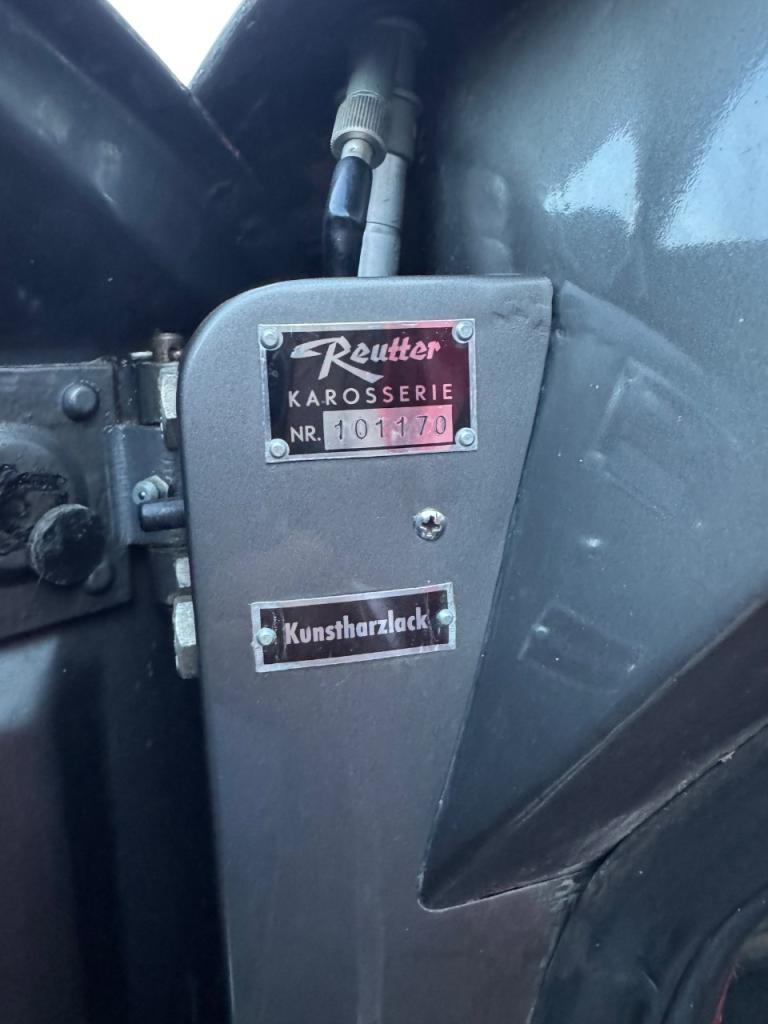 Reutter
KAROSSERIE
NR. 101170
Kunstharzlack